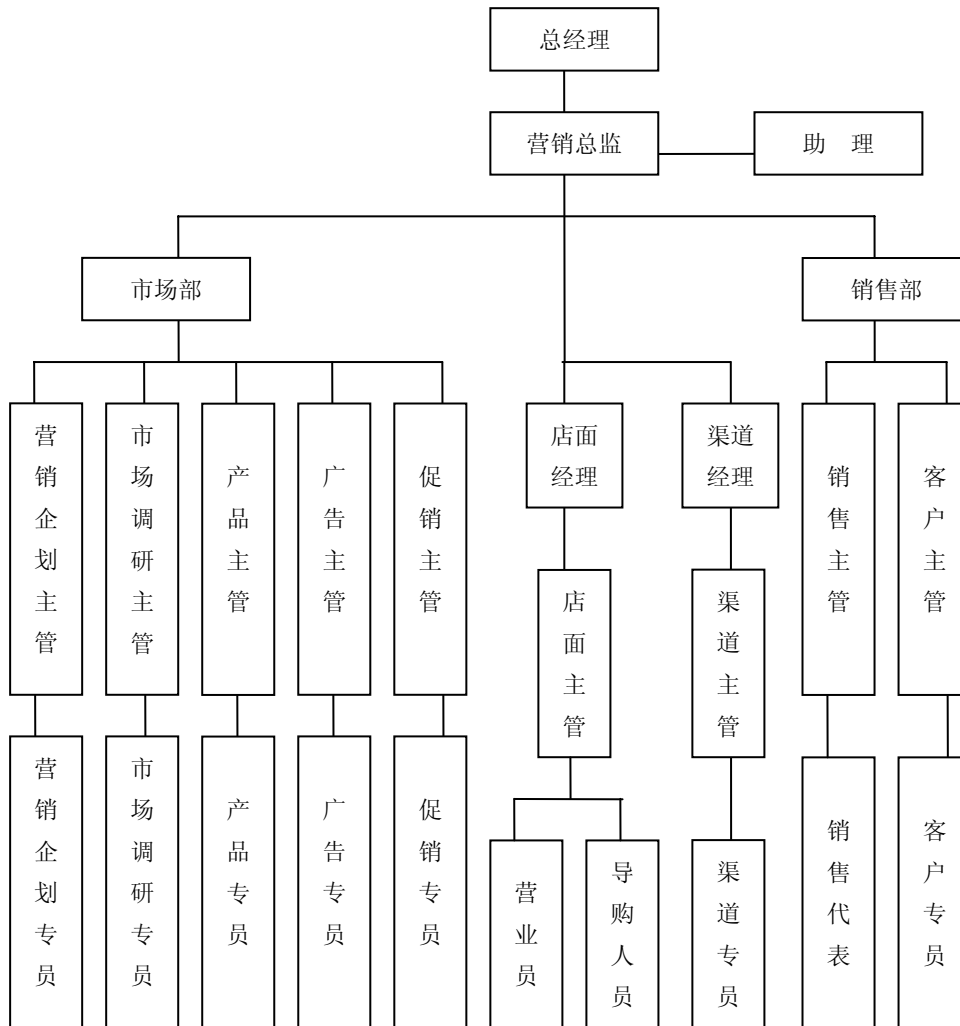 总经理
营销总监
助　理
市场部
销售部
营销企划主管
市场调研主管
产品主管
广告主管
促销主管
店面
经理
渠道
经理
销售主管
客户主管
店面主管
渠道主管
营销企划专员
市场调研专员
产品专员
广告专员
促销专员
营业员
导购人员
渠道专员
销售代表
客户专员